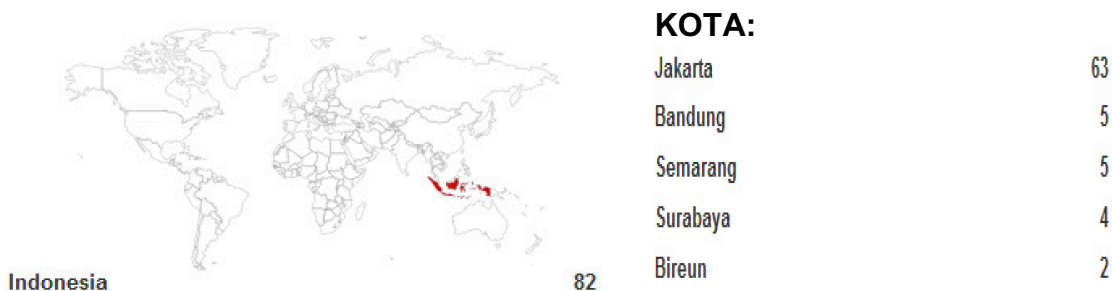 KOTA:
Jakarta 63
Bandung 5
Semarang 5
Surabaya 4
Bireun 2
Indonesia 82